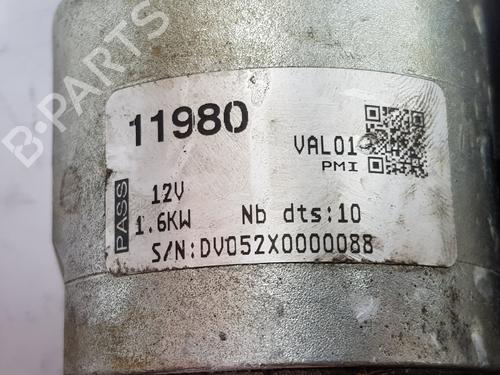 B-PARTS
11980
VAL01
PMI
PASS
12V
1.6KW Nb dts:10
S/N:DV052X0000088